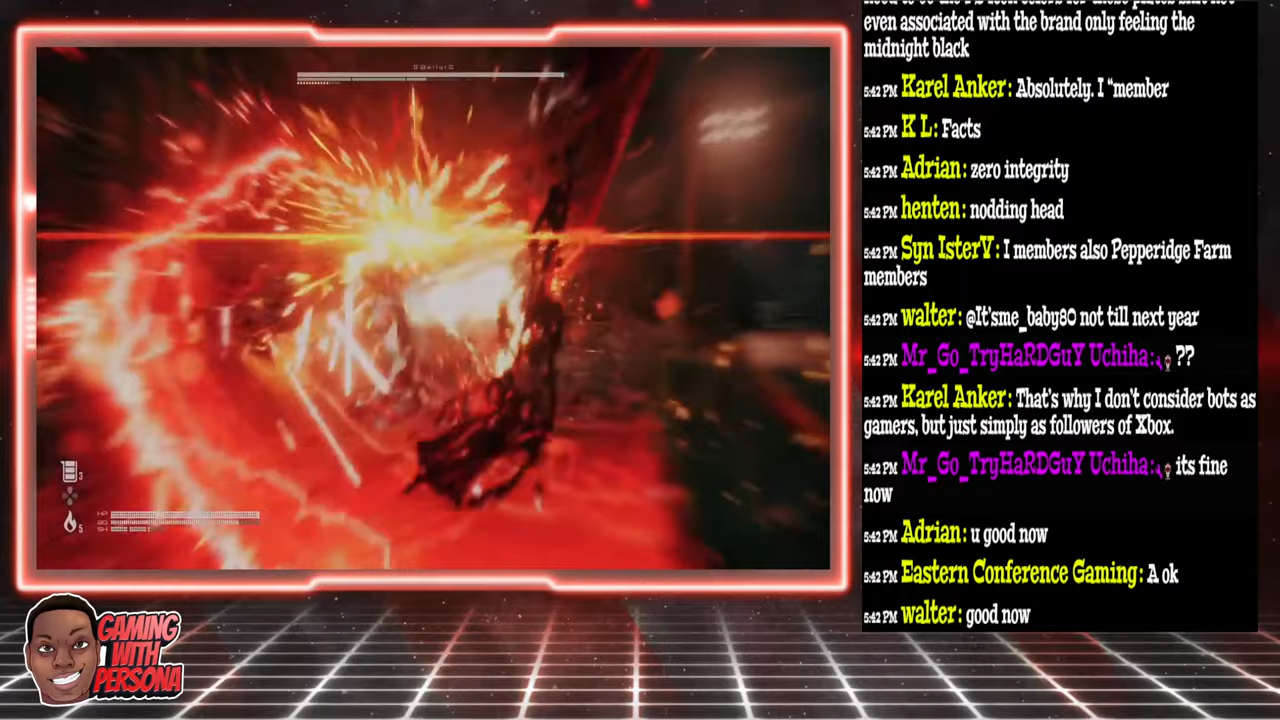 even associated with the brand only feeling the
midnight black
5:42 PM Karel Anker: Absolutely. I "member
5:42 PM K L: Facts
5:42 PM Adrian: zero integrity
5:42 PM henten: nodding head
5:42 PM Syn IsterV: I members also Pepperidge Farm
members
5:42 PM walter: @It'sme_baby80 not till next year
5:42 PM Mr_Go_TryHaRDGuY Uchiha: ??
5:42 PM Karel Anker: That's why I don't consider bots as
gamers, but just simply as followers of Xbox.
5:42 PM Mr_Go_TryHaRDGuY Uchiha: its fine
now
5:42 PM Adrian: u good now
5:42 PM Eastern Conference Gaming: A ok
5:42 PM walter: good now
3
5
HP
GAMING
WITH
PERSONA